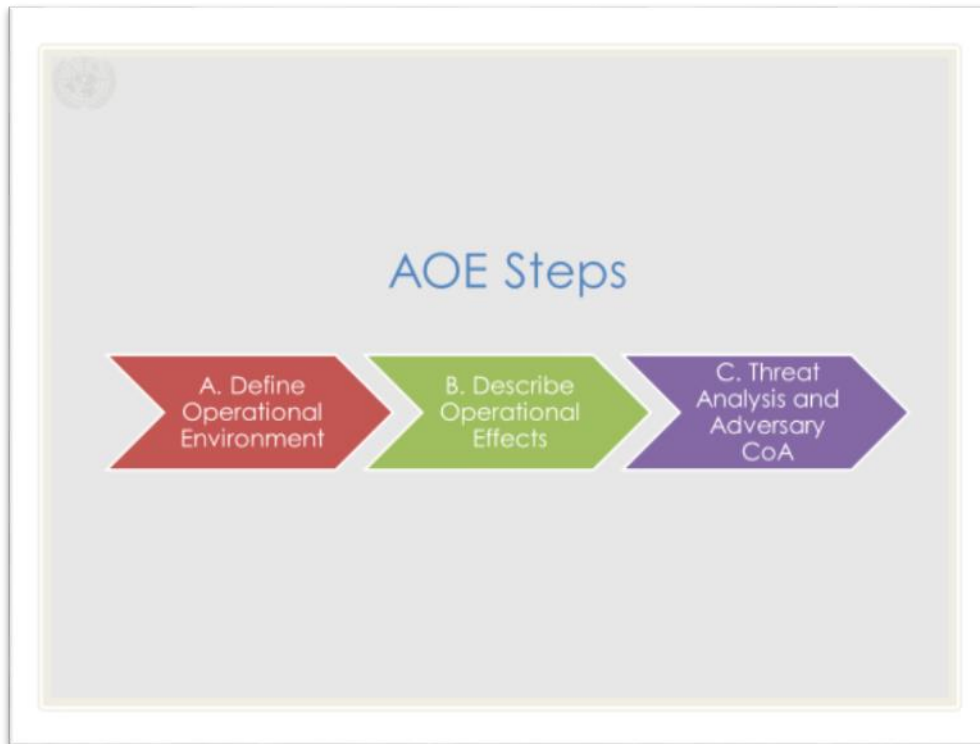 AOE Steps
A. Define
Operational
Environment
B. Describe
Operational
Effects
C. Threat
Analysis and
Adversary
CoA